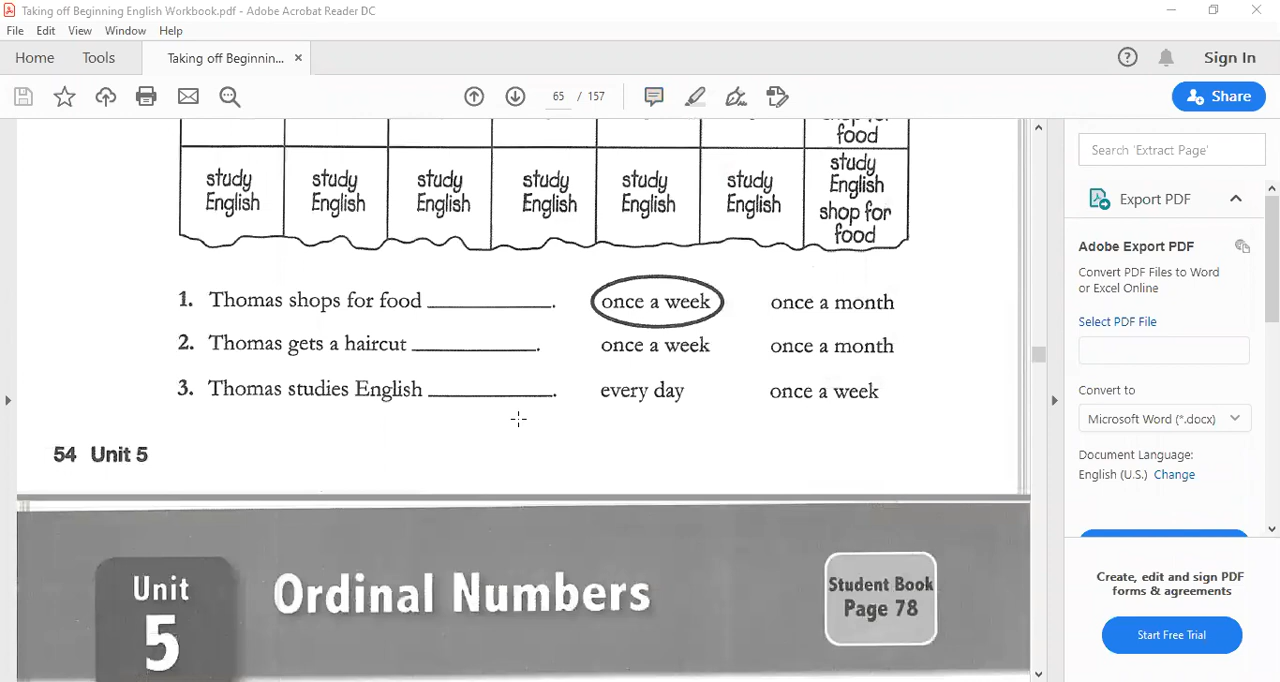 Taking off Beginning English Workbook.pdf - Adobe Acrobat Reader DC
File Edit View Window Help
Home Tools Taking off Beginnin... × Sign In
65 / 157 Share
shop for
food
study English study English study English study English study English study English study English shop for food
1. Thomas shops for food __________. once a week once a month
2. Thomas gets a haircut __________. once a week once a month
3. Thomas studies English __________. every day once a week
54 Unit 5
Unit 5
Ordinal Numbers
Student Book
Page 78
Search 'Extract Page'
Export PDF
Adobe Export PDF
Convert PDF Files to Word
or Excel Online
Select PDF File
Convert to
Microsoft Word (*.docx)
Document Language:
English (U.S.) Change
Create, edit and sign PDF
forms & agreements
Start Free Trial